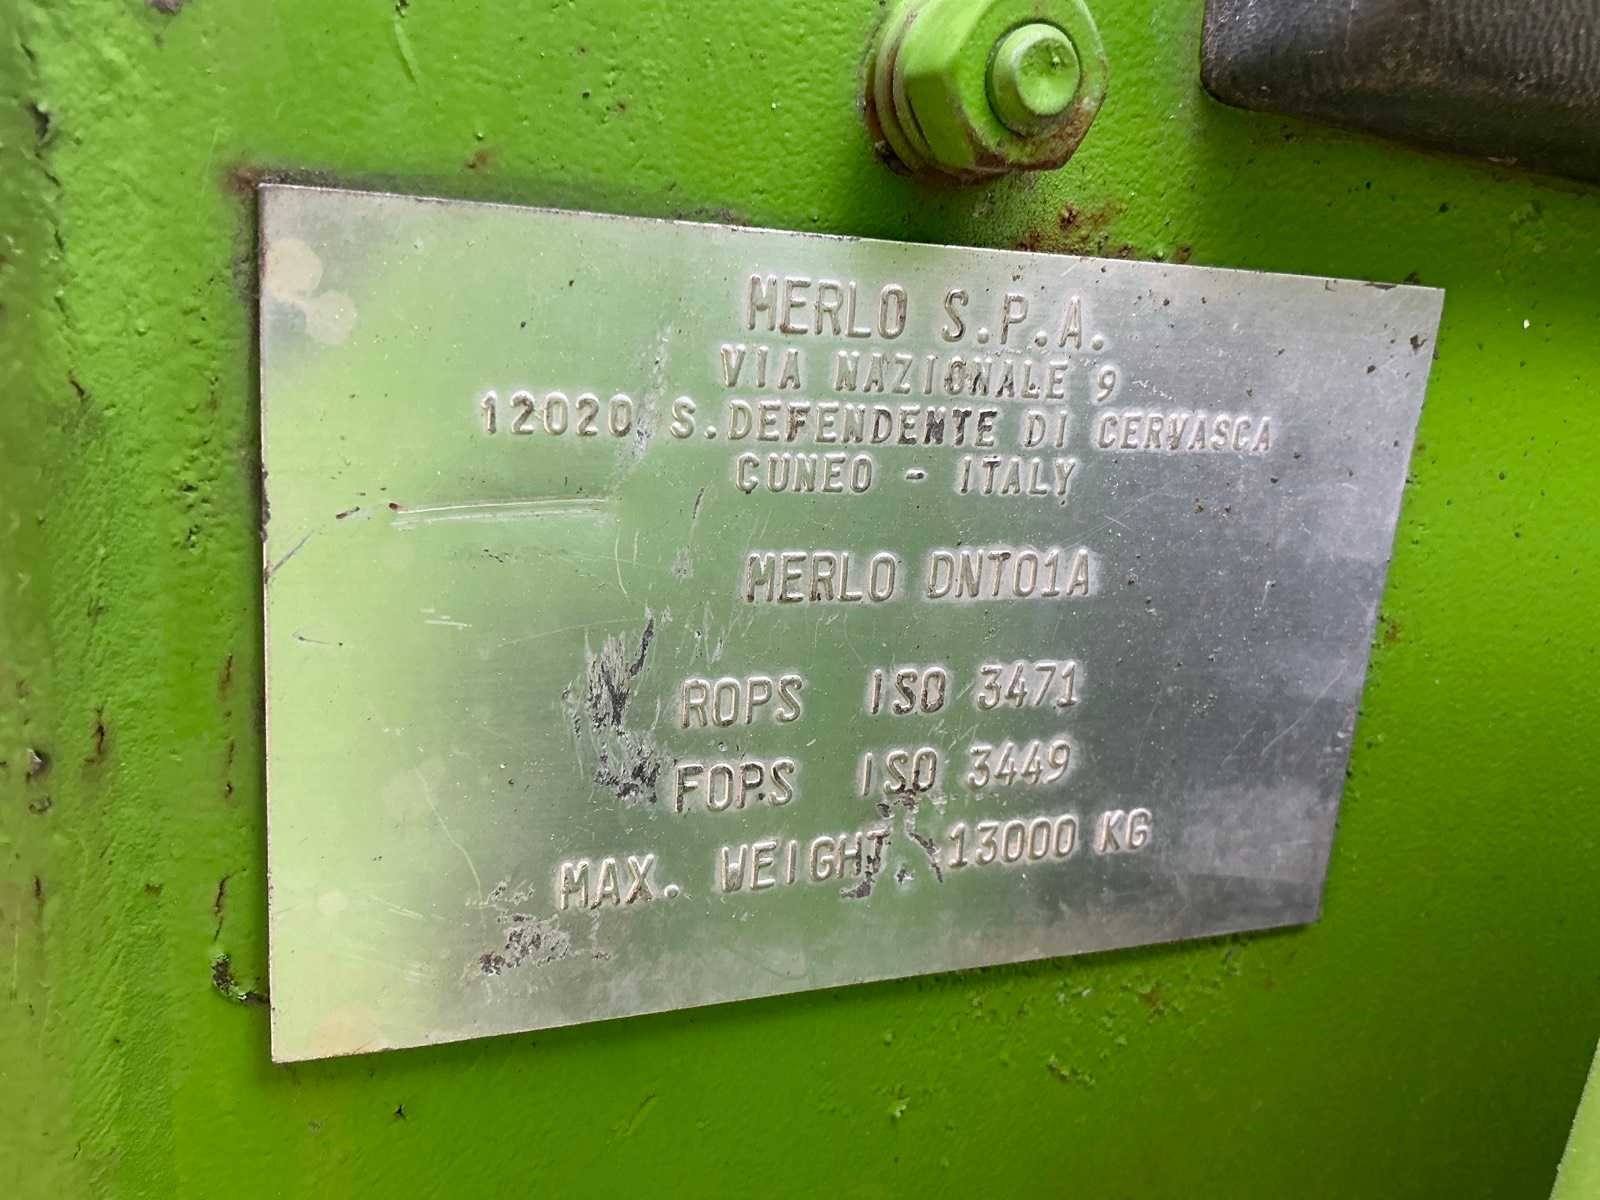 MERLO S.P.A.
VIA NAZIONALE 9
12020 S.DEFENDENTE DI CERVASCA
CUNEO - ITALY
MERLO DNT01A
ROPS ISO 3471
FOPS ISO 3449
MAX. WEIGHT 13000 KG